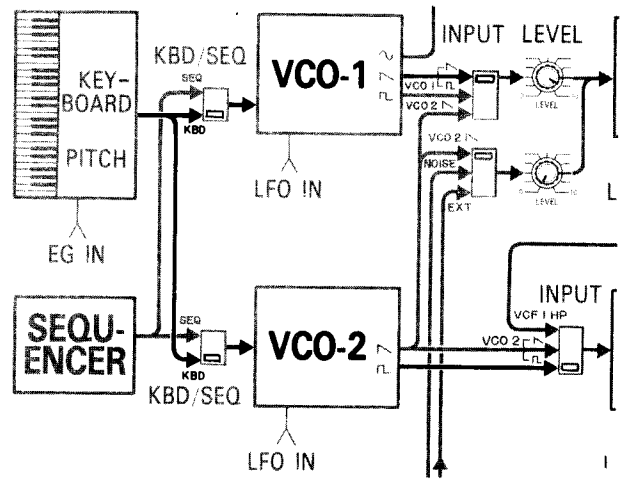 KEY-
BOARD
PITCH
EG IN
KBD/SEQ
SEQ
KBD
VCO-1
LFO IN
INPUT LEVEL
VCO 1
VCO 2
LEVEL
VCO 2
NOISE
EXT
LEVEL
SEQU-
ENCER
SEQ
KBD
KBD/SEQ
VCO-2
LFO IN
INPUT
VCF 1 HP
VCO 2
L
I